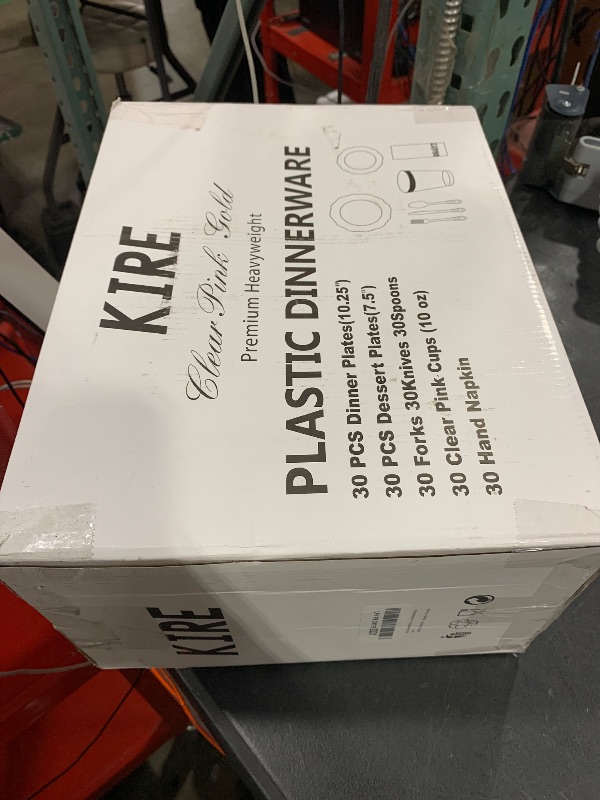 KIRE
Clear Pink Gold
Premium Heavyweight
PLASTIC DINNERWARE
30 PCS Dinner Plates(10.25")
30 PCS Dessert Plates(7.5")
30 Forks 30Knives 30Spoons
30 Clear Pink Cups (10 oz)
30 Hand Napkin
KIRE